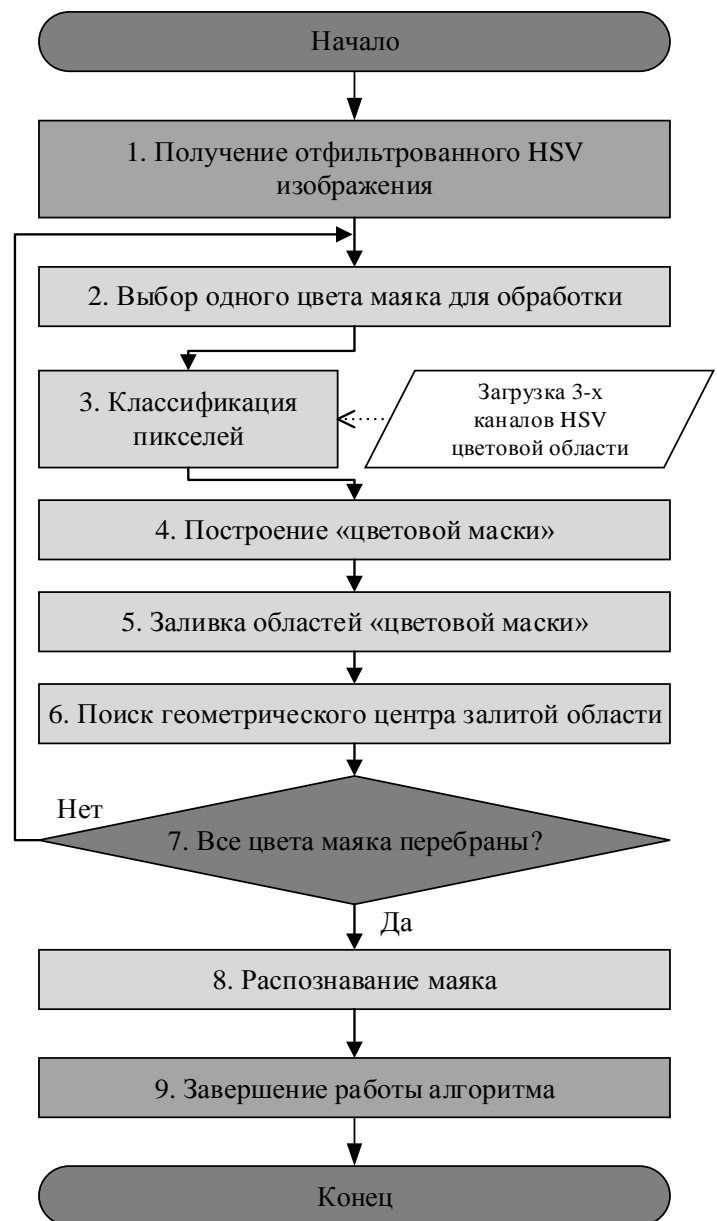 Начало
1. Получение отфильтрованного HSV
изображения
2. Выбор одного цвета маяка для обработки
3. Классификация
пикселей
Загрузка 3-х
каналов HSV
цветовой области
4. Построение «цветовой маски»
5. Заливка областей «цветовой маски»
6. Поиск геометрического центра залитой области
Нет
7. Все цвета маяка перебраны?
Да
8. Распознавание маяка
9. Завершение работы алгоритма
Конец